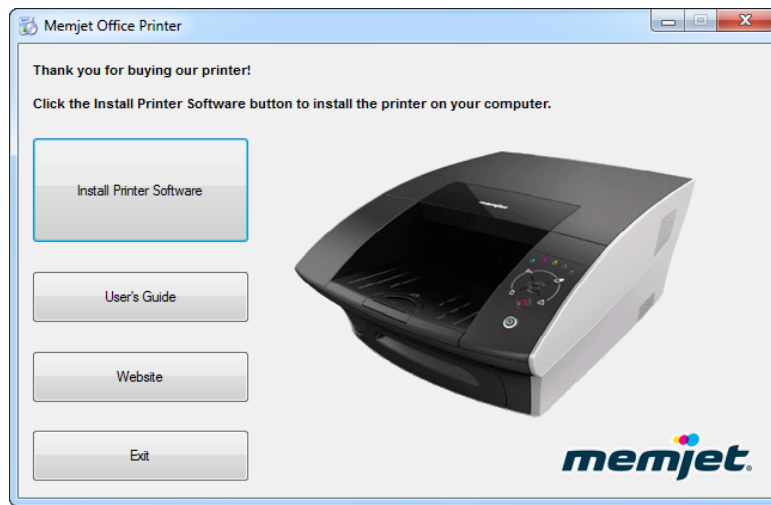 Memjet Office Printer
Thank you for buying our printer!
Click the Install Printer Software button to install the printer on your computer.
Install Printer Software
User's Guide
Website
Exit
memjet
memjet.